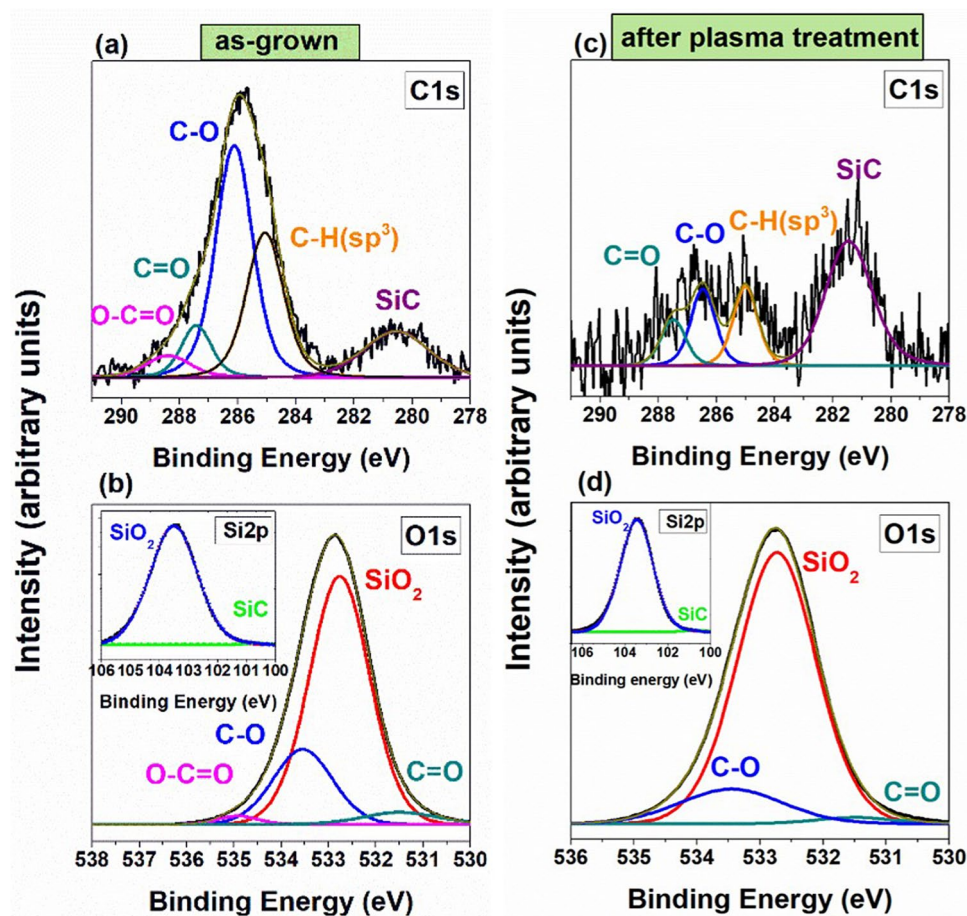 (a)
as-grown
C1s
C-O
C-H(sp³)
C=O
O-C=O
SiC
290 288 286 284 282 280 278
Binding Energy (eV)
(c)
after plasma treatment
C1s
SiC
C-H(sp³)
C-O
C=O
290 288 286 284 282 280 278
Binding Energy (eV)
Intensity (arbitrary units)
Intensity (arbitrary units)
(b)
O1s
SiO₂
Si2p
SiC
106 105 104 103 102 101 100
Binding Energy (eV)
SiO₂
C-O
O-C=O
C=O
538 537 536 535 534 533 532 531 530
Binding Energy (eV)
(d)
O1s
SiO₂
Si2p
SiC
106 104 102 100
Binding energy (eV)
SiO₂
C-O
C=O
536 535 534 533 532 531 530
Binding Energy (eV)